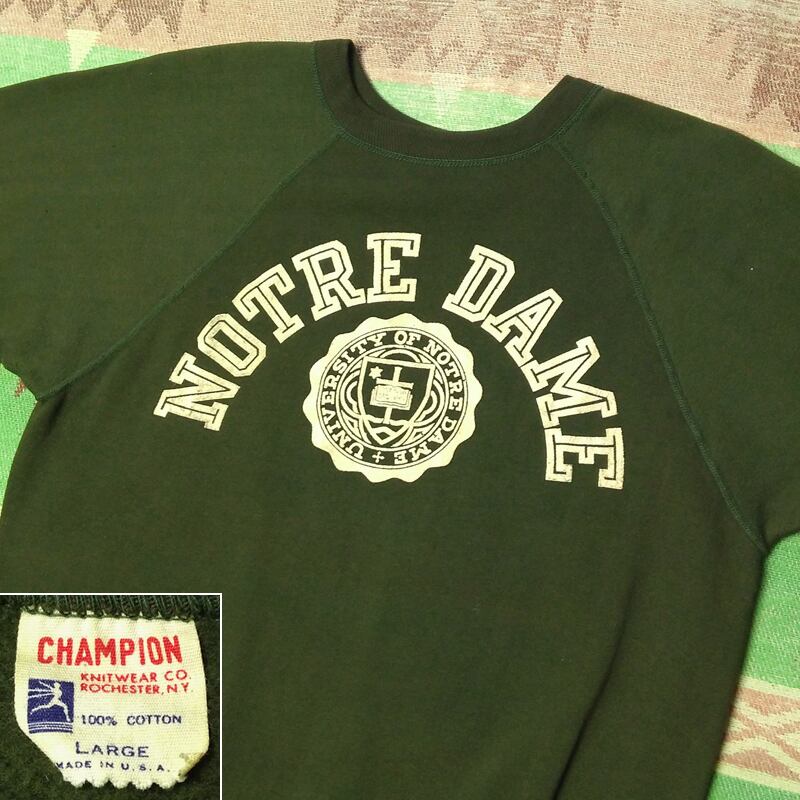 NOTRE DAME
UNIVERSITY OF NOTRE DAME +
CHAMPION
KNITWEAR CO.
ROCHESTER, N.Y.
100% COTTON
LARGE
MADE IN U.S.A.